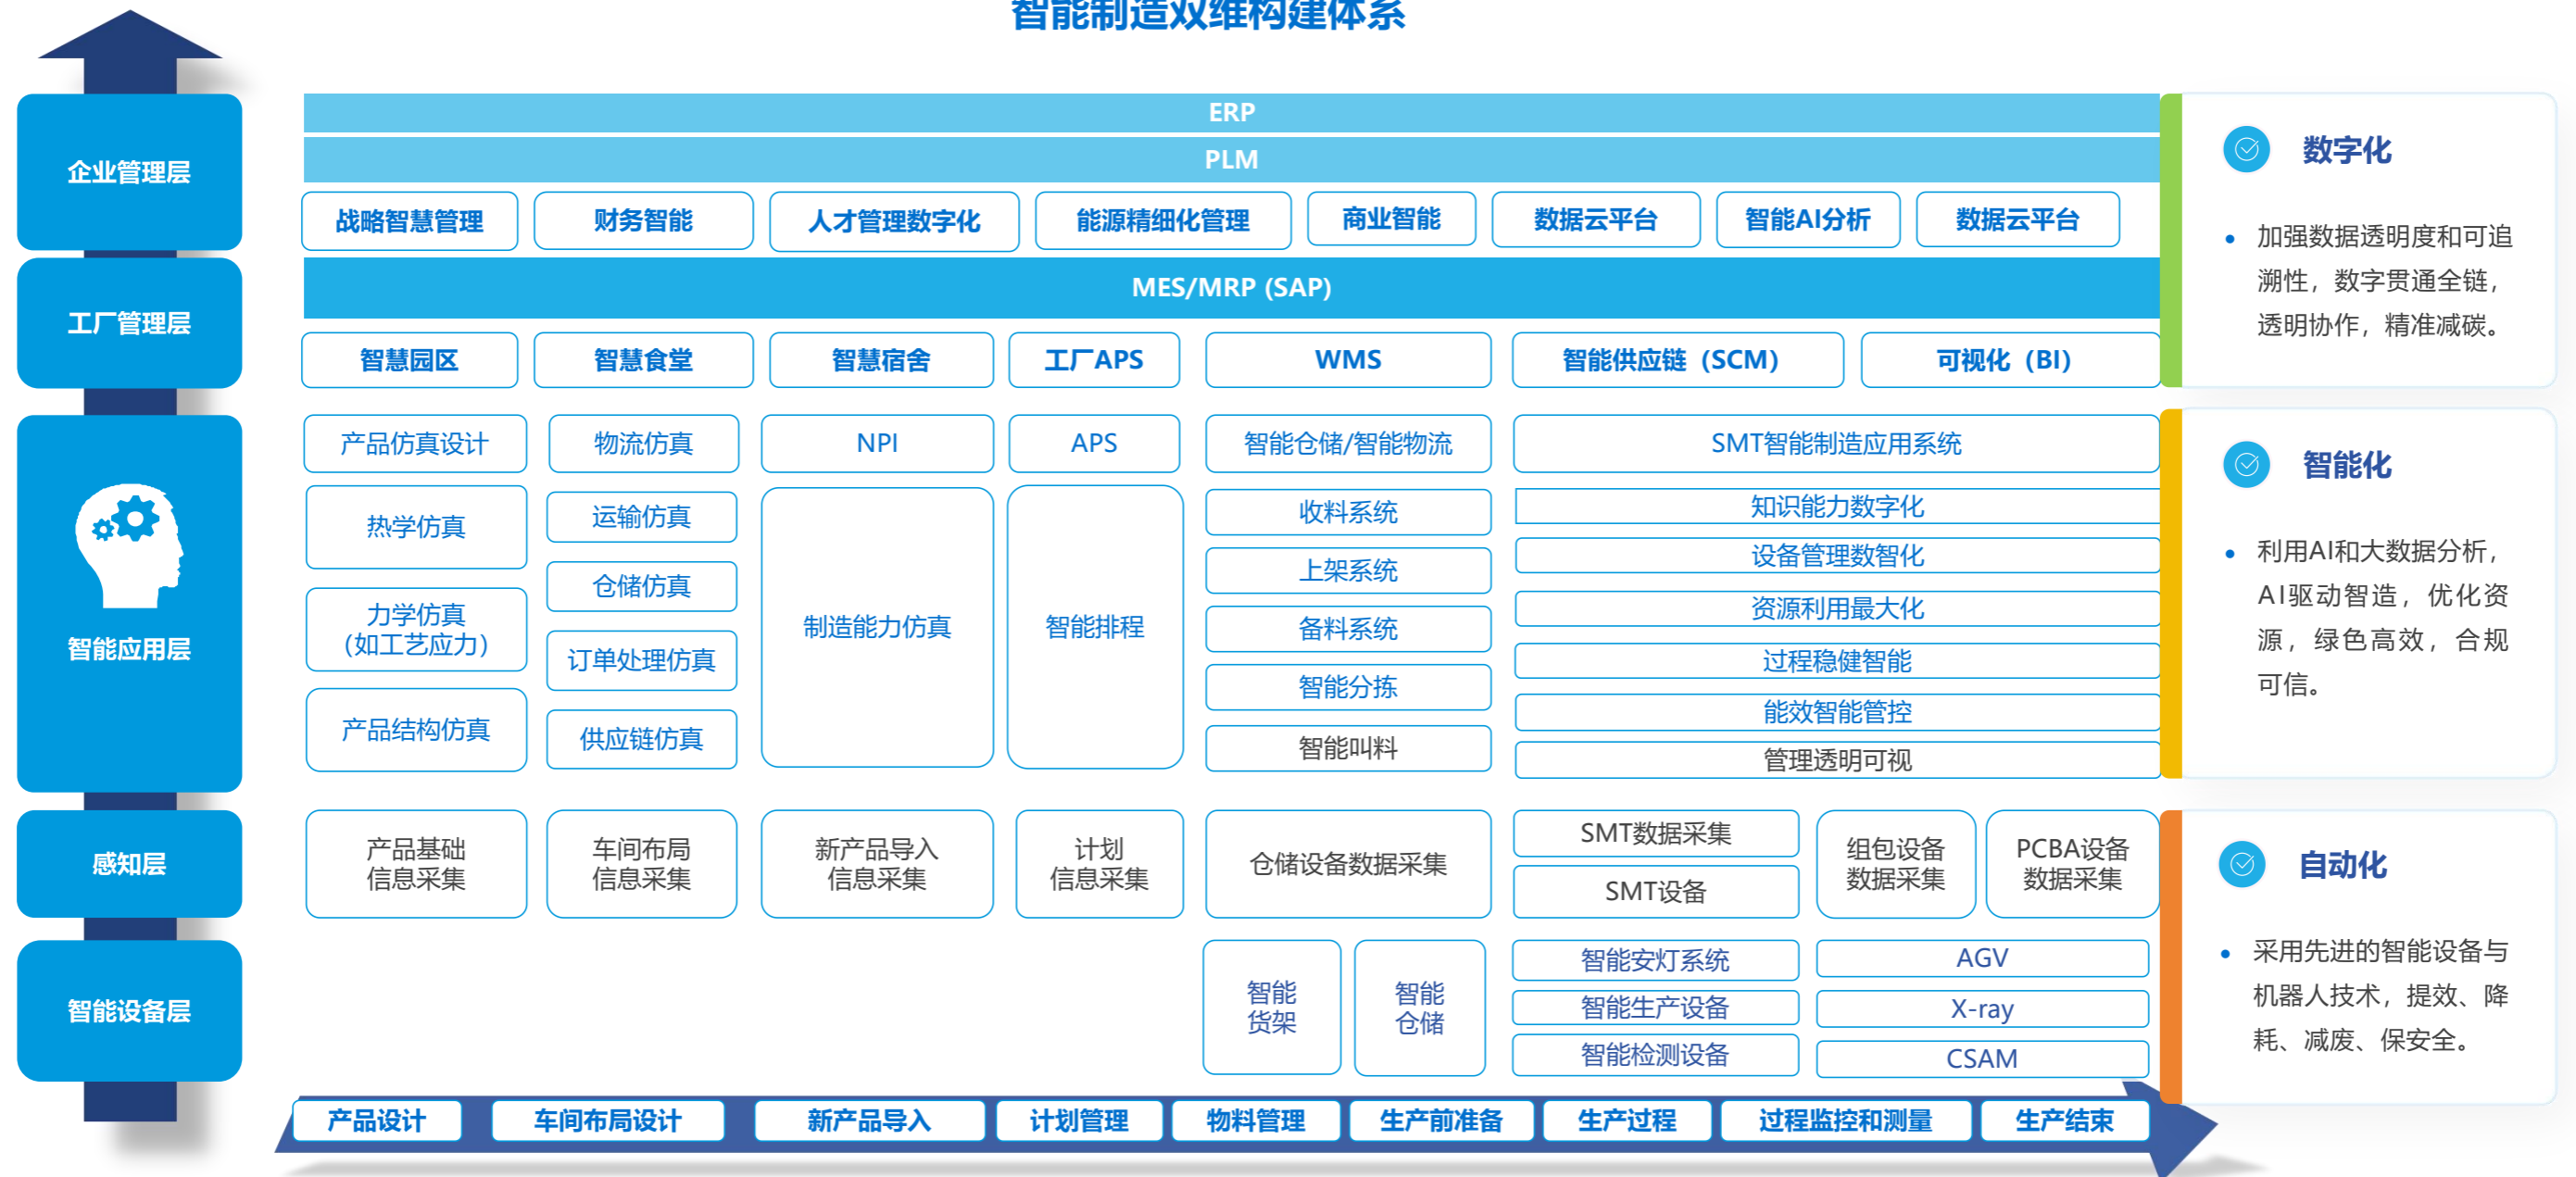 智能制造双维构建体系
企业管理层
ERP
PLM
战略智慧管理
财务智能
人才管理数字化
能源精细化管理
商业智能
数据云平台
智能AI分析
数据云平台
工厂管理层
MES/MRP (SAP)
智慧园区
智慧食堂
智慧宿舍
工厂APS
WMS
智能供应链（SCM）
可视化（BI）
智能应用层
产品仿真设计
热学仿真
力学仿真
（如工艺应力）
产品结构仿真
物流仿真
运输仿真
仓储仿真
订单处理仿真
供应链仿真
NPI
制造能力仿真
APS
智能排程
智能仓储/智能物流
收料系统
上架系统
备料系统
智能分拣
智能叫料
SMT智能制造应用系统
知识能力数字化
设备管理数智化
资源利用最大化
过程稳健智能
能效智能管控
管理透明可视
感知层
产品基础
信息采集
车间布局
信息采集
新产品导入
信息采集
计划
信息采集
仓储设备数据采集
SMT数据采集
SMT设备
组包设备
数据采集
PCBA设备
数据采集
智能设备层
智能
货架
智能
仓储
智能安灯系统
智能生产设备
智能检测设备
AGV
X-ray
CSAM
产品设计
车间布局设计
新产品导入
计划管理
物料管理
生产前准备
生产过程
过程监控和测量
生产结束
数字化
• 加强数据透明度和可追
溯性，数字贯通全链，
透明协作，精准减碳。
智能化
• 利用AI和大数据分析，
AI驱动智造，优化资
源，绿色高效，合规
可信。
自动化
• 采用先进的智能设备与
机器人技术，提效、降
耗、减废、保安全。